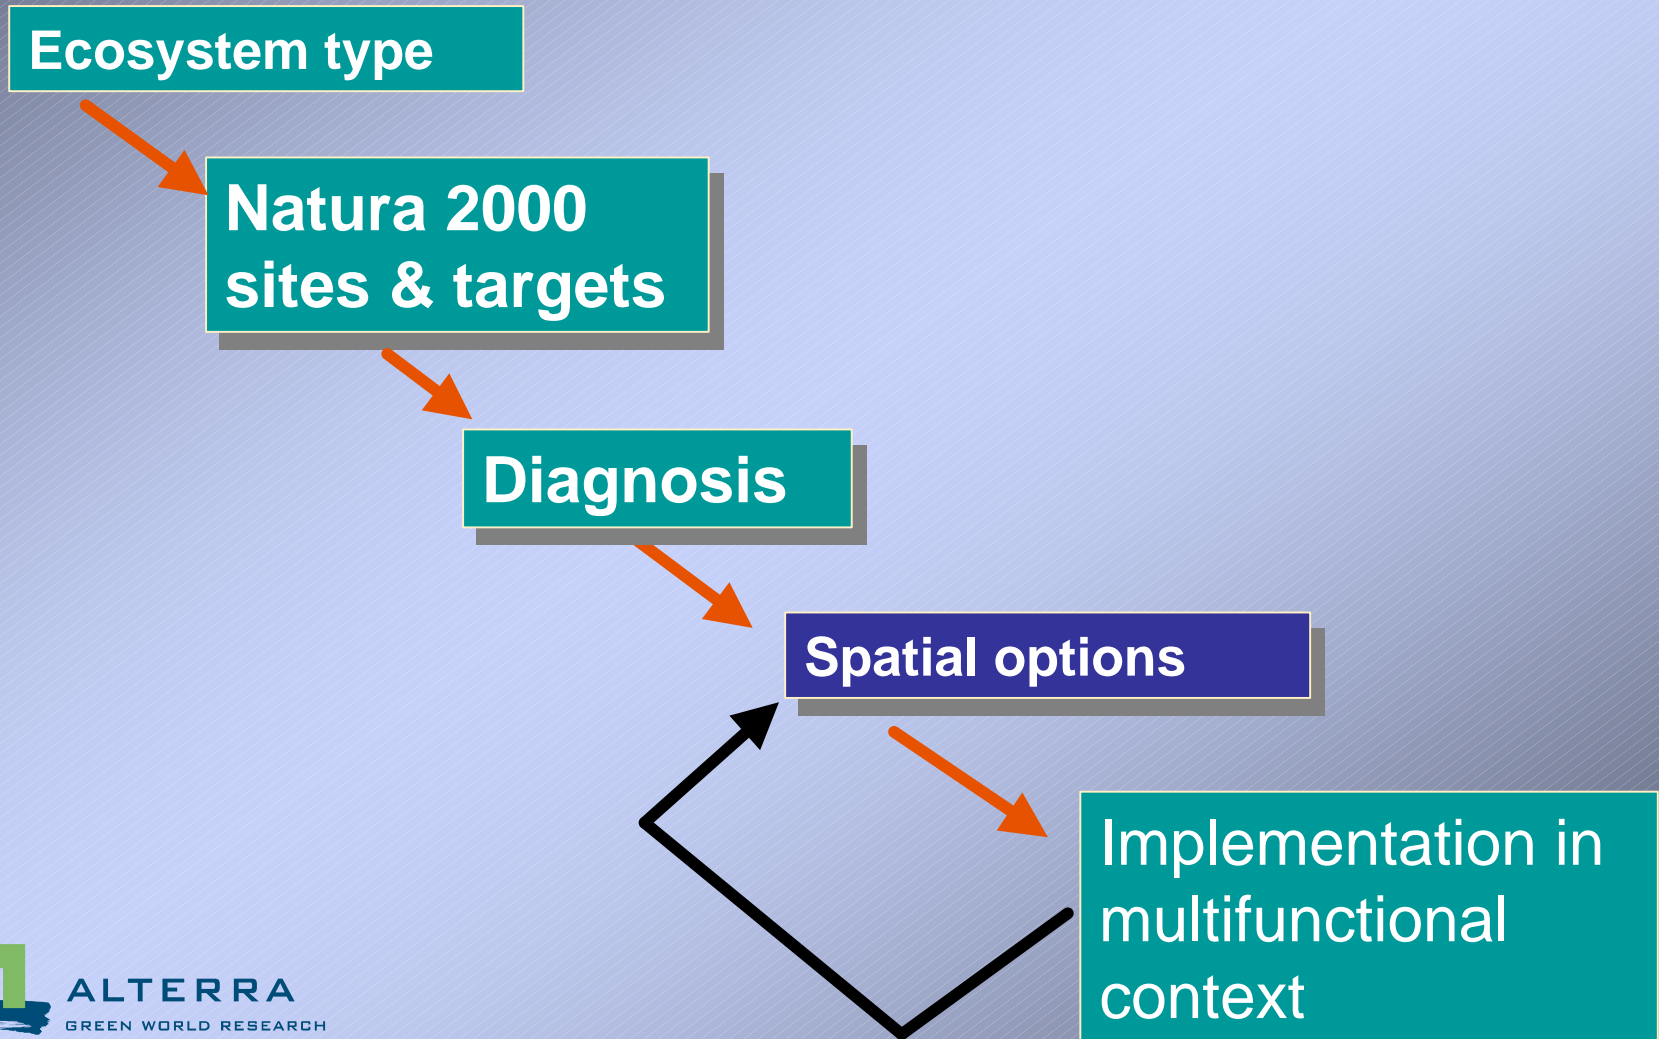 Ecosystem type
Natura 2000
sites & targets
Diagnosis
Spatial options
Implementation in
multifunctional
context
ALTERRA
GREEN WORLD RESEARCH